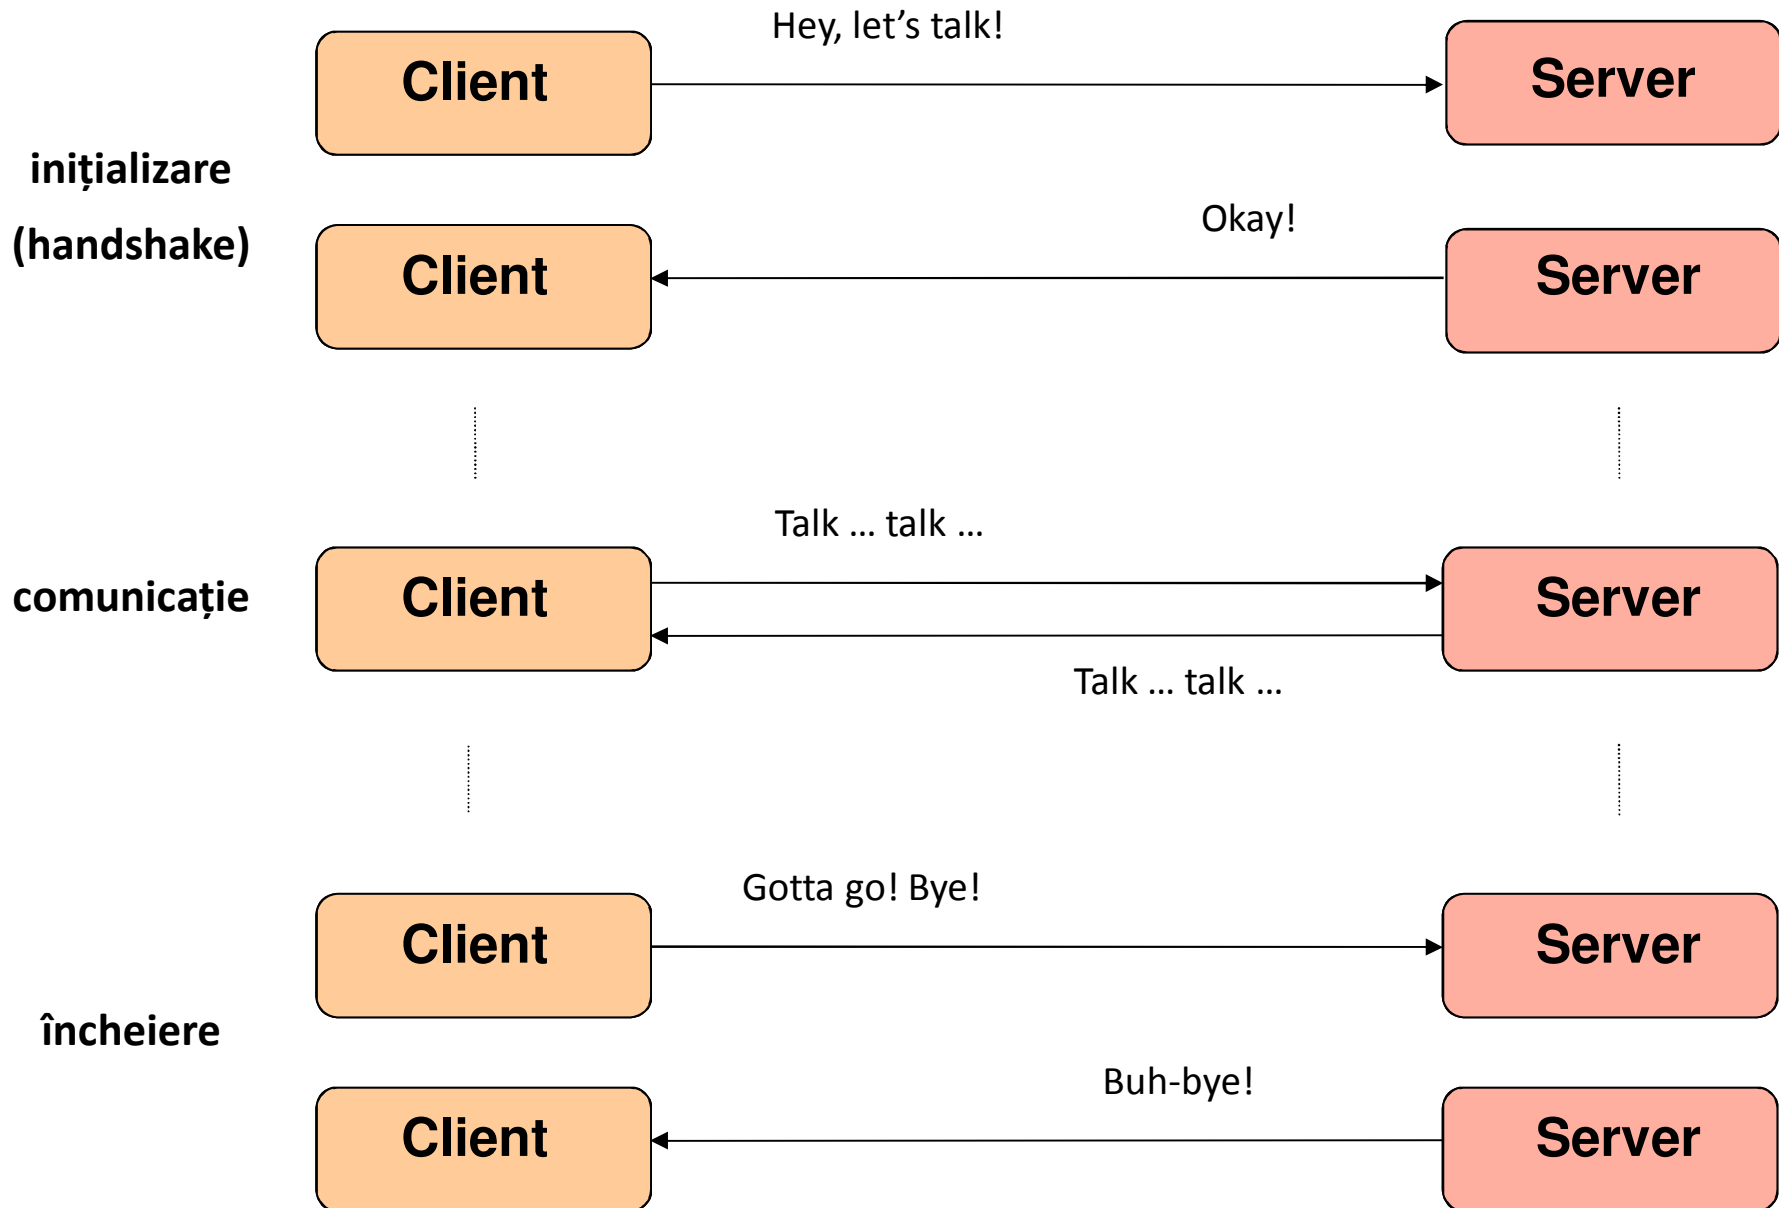 Hey, let's talk!
Client
Server
inițializare
(handshake)
Okay!
Client
Server
Talk ... talk ...
comunicație
Client
Server
Talk ... talk ...
Gotta go! Bye!
Client
Server
încheiere
Buh-bye!
Client
Server